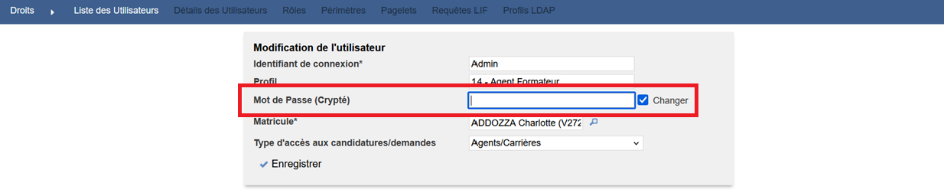 Droits Liste des Utilisateurs Détails des Utilisateurs Rôles Périmètres Pagelets Requêtes LIF Profils LDAP
Modification de l'utilisateur
Identifiant de connexion* Admin
Profil 14 - Agent Formateur
Mot de Passe (Crypté) Changer
Matricule* ADDOZZA Charlotte (V272
Type d'accès aux candidatures/demandes Agents/Carrières
Enregistrer